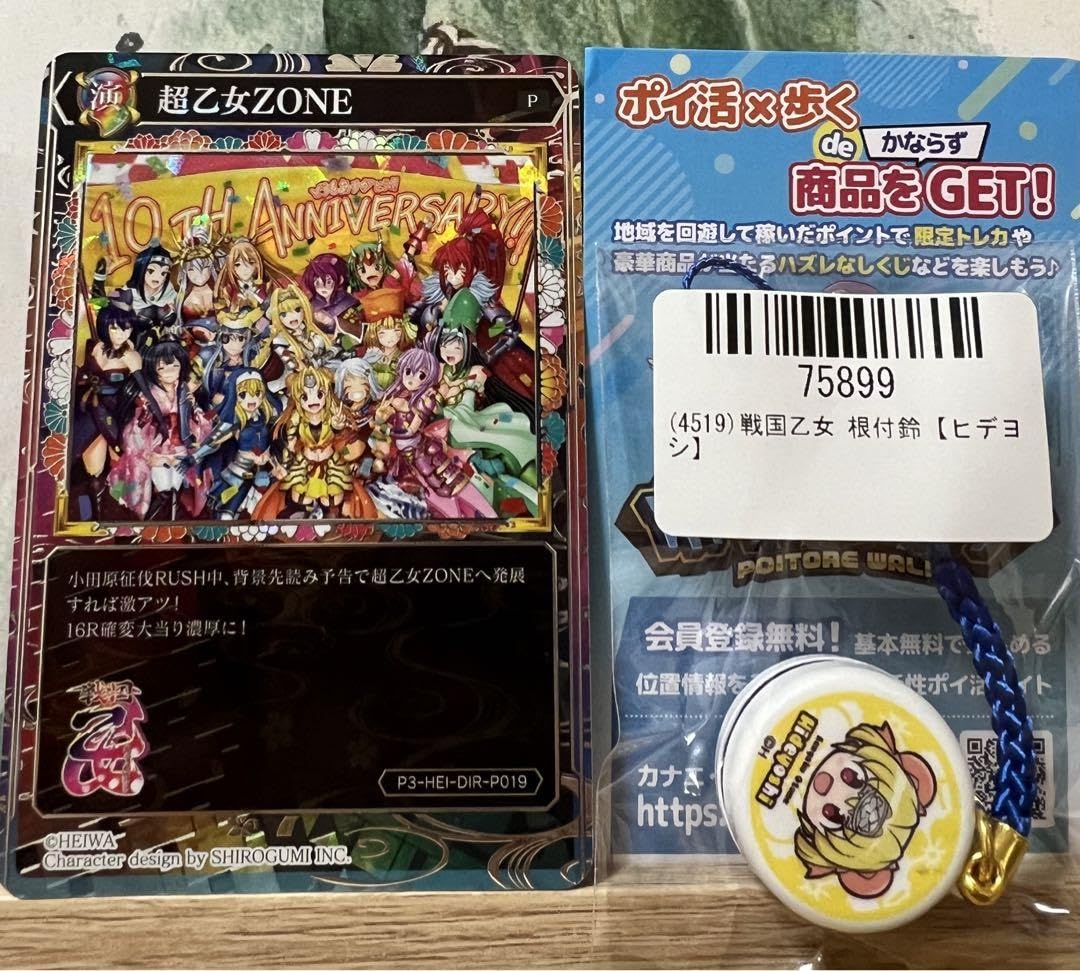 演 超乙女ZONE
P
10TH ANNIVERSARY!!
小田原征伐RUSH中、背景先読み予告で超乙女ZONEへ発展
すれば激アツ!
16R確変大当り濃厚に!
戦国
乙女
P3-HEI-DIR-P019
©HEIWA
Character design by SHIROGUMI INC.
ポイ活×歩く
de かならず
商品をGET!
地域を回遊して稼いだポイントで限定トレカや
豪華商品が当たるハズレなしくじなどを楽しもう♪
75899
(4519)戦国乙女 根付鈴【ヒデヨ
シ】
POITORE WAL
会員登録無料! 基本無料で
める
位置情報を
性ポイ活
イト
カナ
https:
Hideyoshi
©H